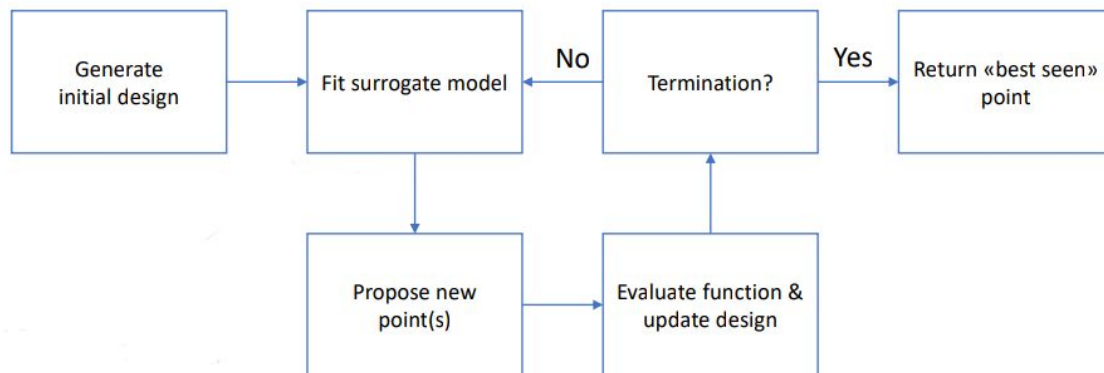 Generate
initial design
Fit surrogate model
No
Termination?
Yes
Return «best seen»
point
Propose new
point(s)
Evaluate function &
update design